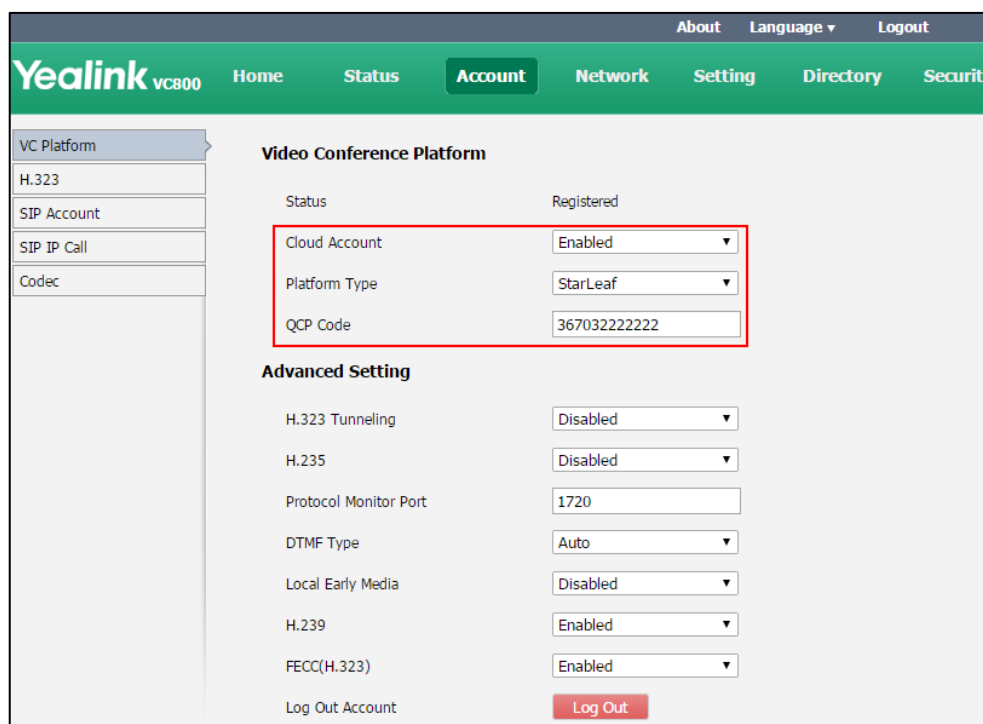 About Language ▾ Logout
Yealink VC800 Home Status Account Network Setting Directory Securit
VC Platform
H.323
SIP Account
SIP IP Call
Codec
Video Conference Platform
Status Registered
Cloud Account Enabled
Platform Type StarLeaf
QCP Code 367032222222
Advanced Setting
H.323 Tunneling Disabled
H.235 Disabled
Protocol Monitor Port 1720
DTMF Type Auto
Local Early Media Disabled
H.239 Enabled
FECC(H.323) Enabled
Log Out Account Log Out